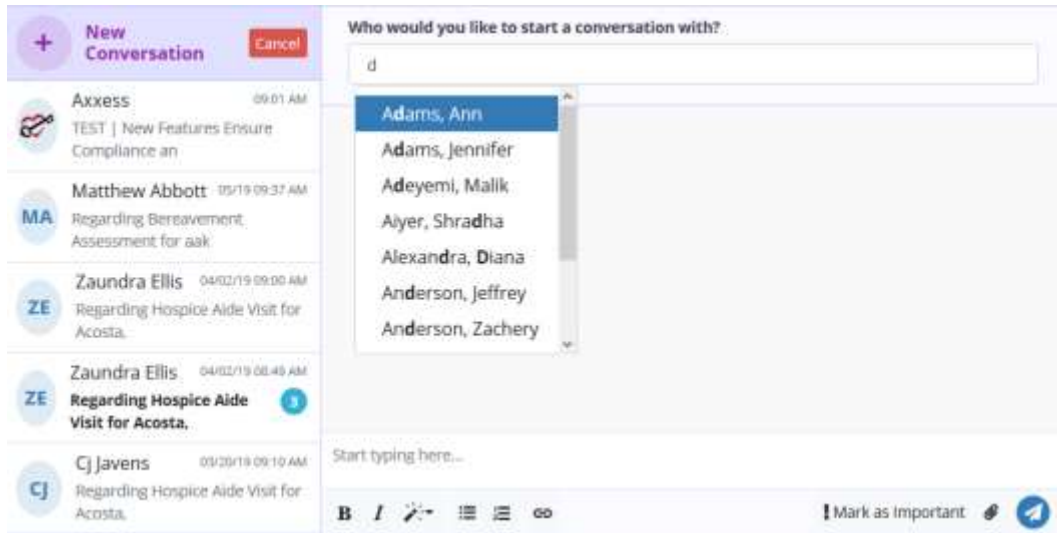 +
New
Conversation
Cancel
Axxess 09:01 AM
TEST | New Features Ensure
Compliance an
MA
Matthew Abbott 05/19 09:37 AM
Regarding Bereavement
Assessment for aak
ZE
Zaundra Ellis 04/02/19 09:00 AM
Regarding Hospice Aide Visit for
Acosta,
ZE
Zaundra Ellis 04/02/19 08:49 AM
Regarding Hospice Aide
Visit for Acosta,
3
CJ
Cj Javens 03/20/19 09:10 AM
Regarding Hospice Aide Visit for
Acosta,
Who would you like to start a conversation with?
d
Adams, Ann
Adams, Jennifer
Adeyemi, Malik
Aiyer, Shradha
Alexandra, Diana
Anderson, Jeffrey
Anderson, Zachery
Start typing here...
B I
! Mark as Important